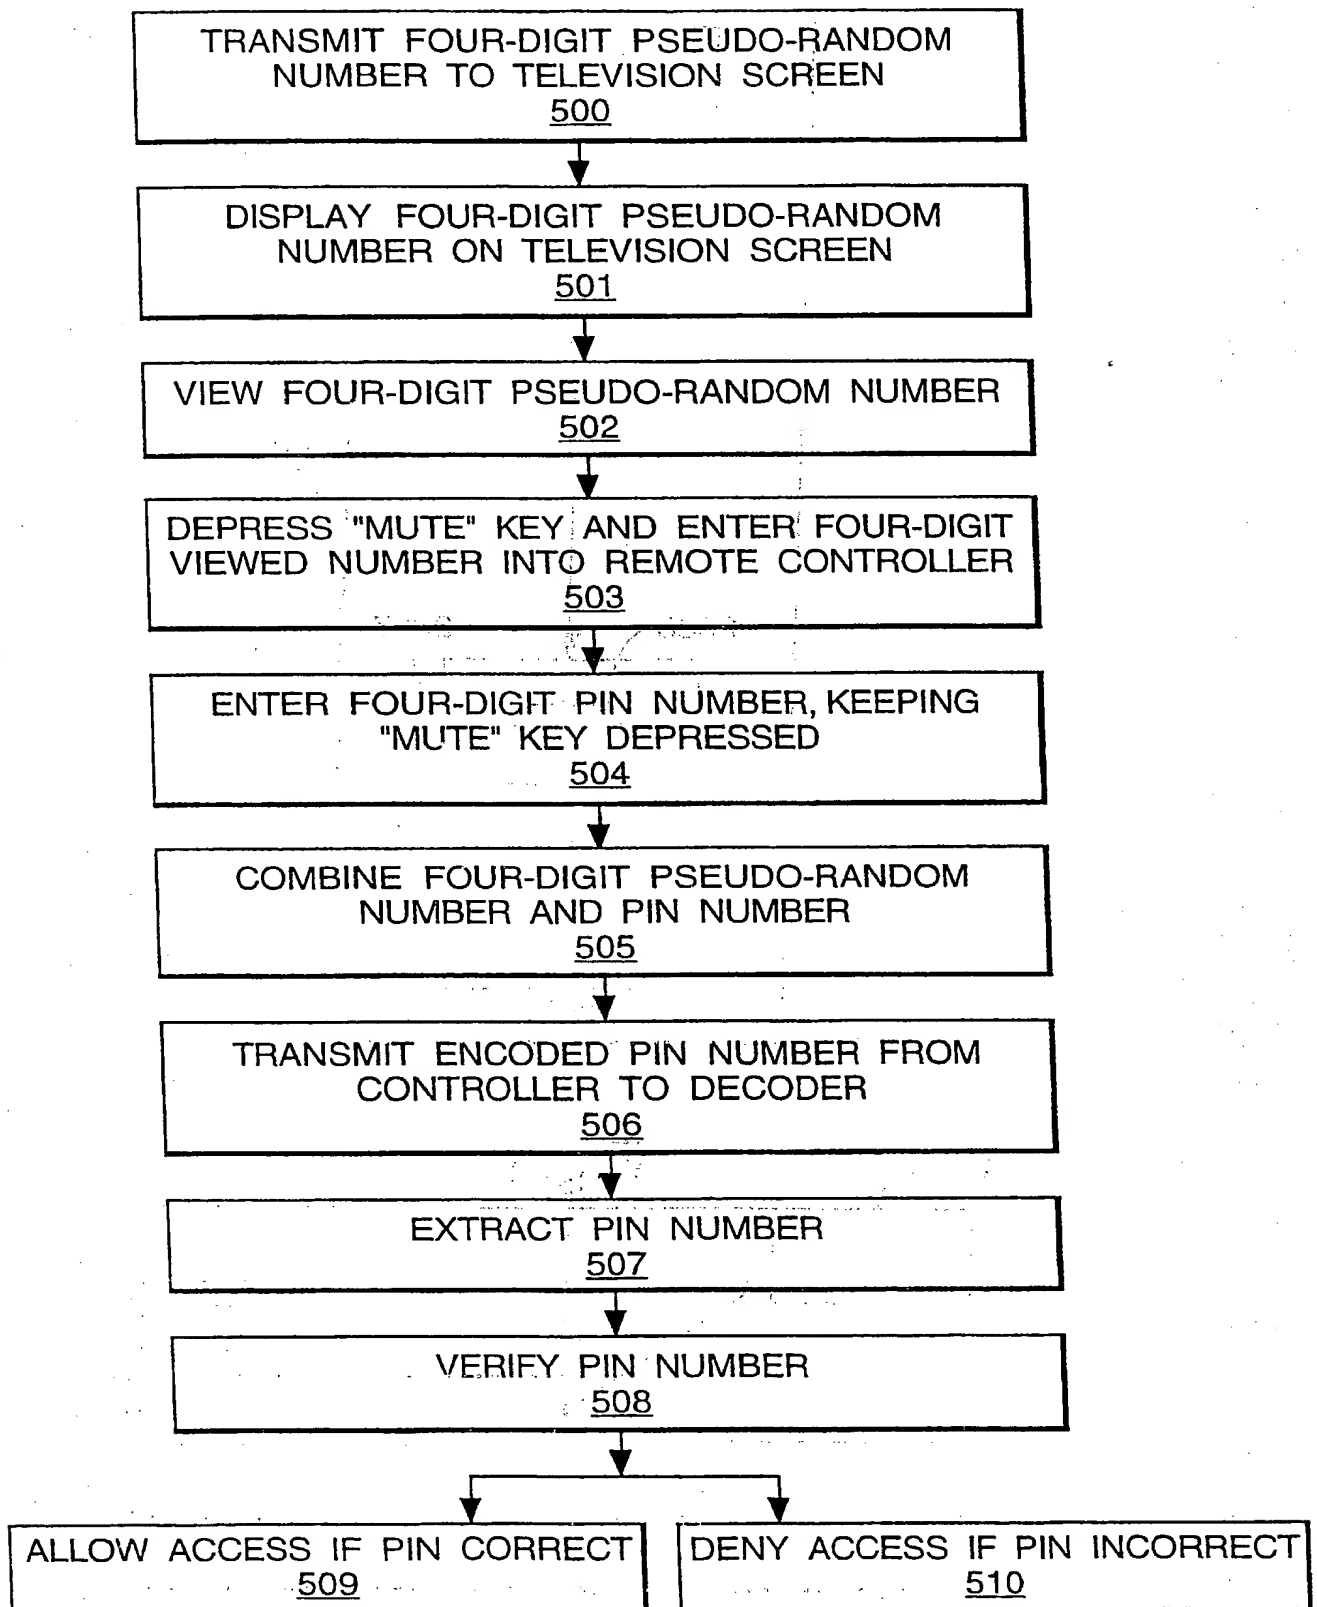 TRANSMIT FOUR-DIGIT PSEUDO-RANDOM
NUMBER TO TELEVISION SCREEN
500
DISPLAY FOUR-DIGIT PSEUDO-RANDOM
NUMBER ON TELEVISION SCREEN
501
VIEW FOUR-DIGIT PSEUDO-RANDOM NUMBER
502
DEPRESS "MUTE" KEY AND ENTER FOUR-DIGIT
VIEWED NUMBER INTO REMOTE CONTROLLER
503
ENTER FOUR-DIGIT PIN NUMBER, KEEPING
"MUTE" KEY DEPRESSED
504
COMBINE FOUR-DIGIT PSEUDO-RANDOM
NUMBER AND PIN NUMBER
505
TRANSMIT ENCODED PIN NUMBER FROM
CONTROLLER TO DECODER
506
EXTRACT PIN NUMBER
507
VERIFY PIN NUMBER
508
ALLOW ACCESS IF PIN CORRECT
509
DENY ACCESS IF PIN INCORRECT
510